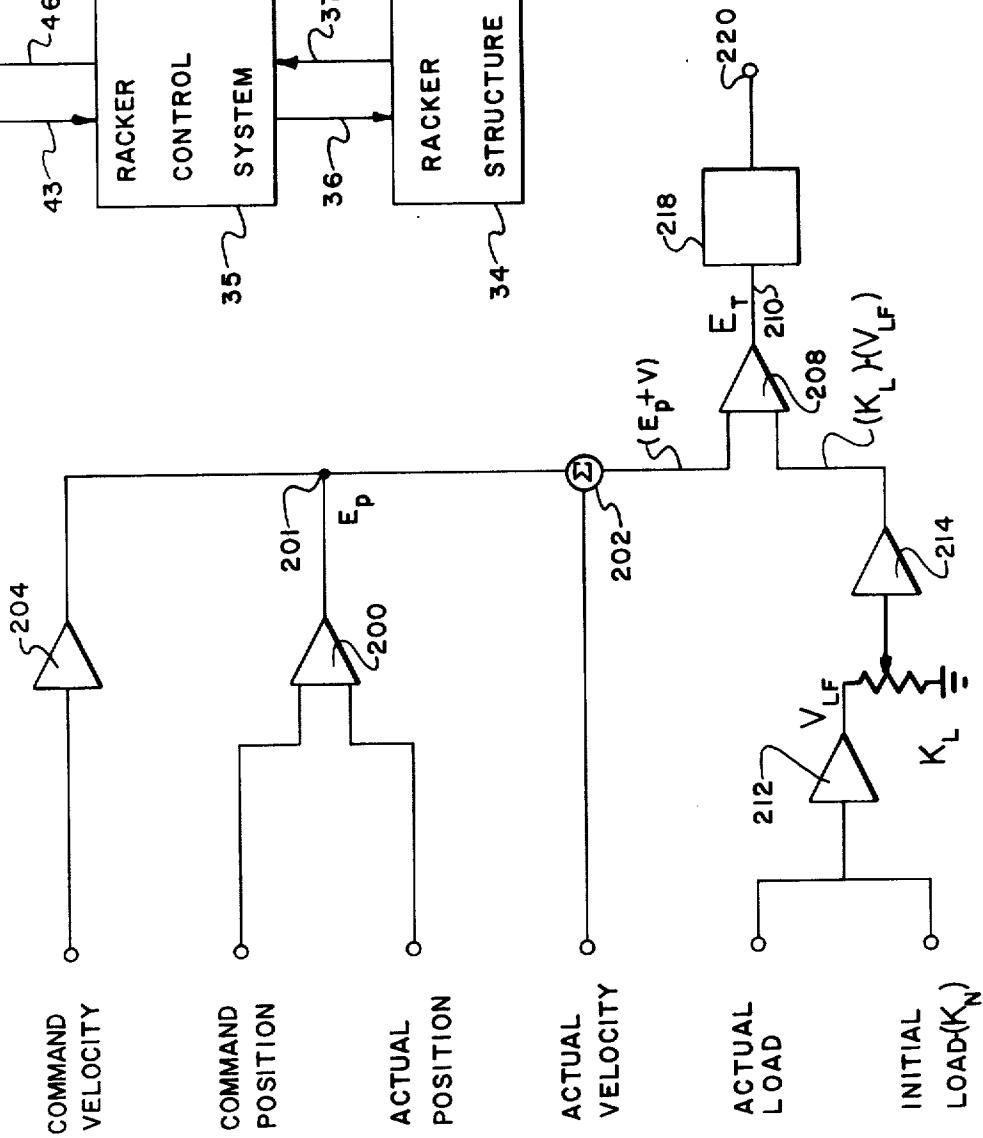 46
43
RACKER
CONTROL
SYSTEM
35
36
37
RACKER
STRUCTURE
34
COMMAND
VELOCITY
204
COMMAND
POSITION
ACTUAL
POSITION
200
201
E_P
ACTUAL
VELOCITY
Σ
202
(E_p+V)
ACTUAL
LOAD
INITIAL
LOAD·(K_N)
212
V_LF
K_L
214
(K_L)·(V_LF)
208
E_T
210
218
220